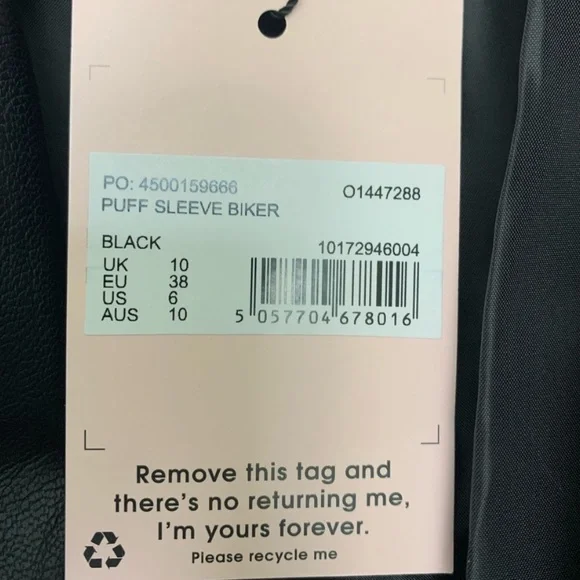 PO: 4500159666 O1447288
PUFF SLEEVE BIKER
BLACK 10172946004
UK 10
EU 38
US 6
AUS 10 5 057704 678016
Remove this tag and
there's no returning me,
I'm yours forever.
Please recycle me